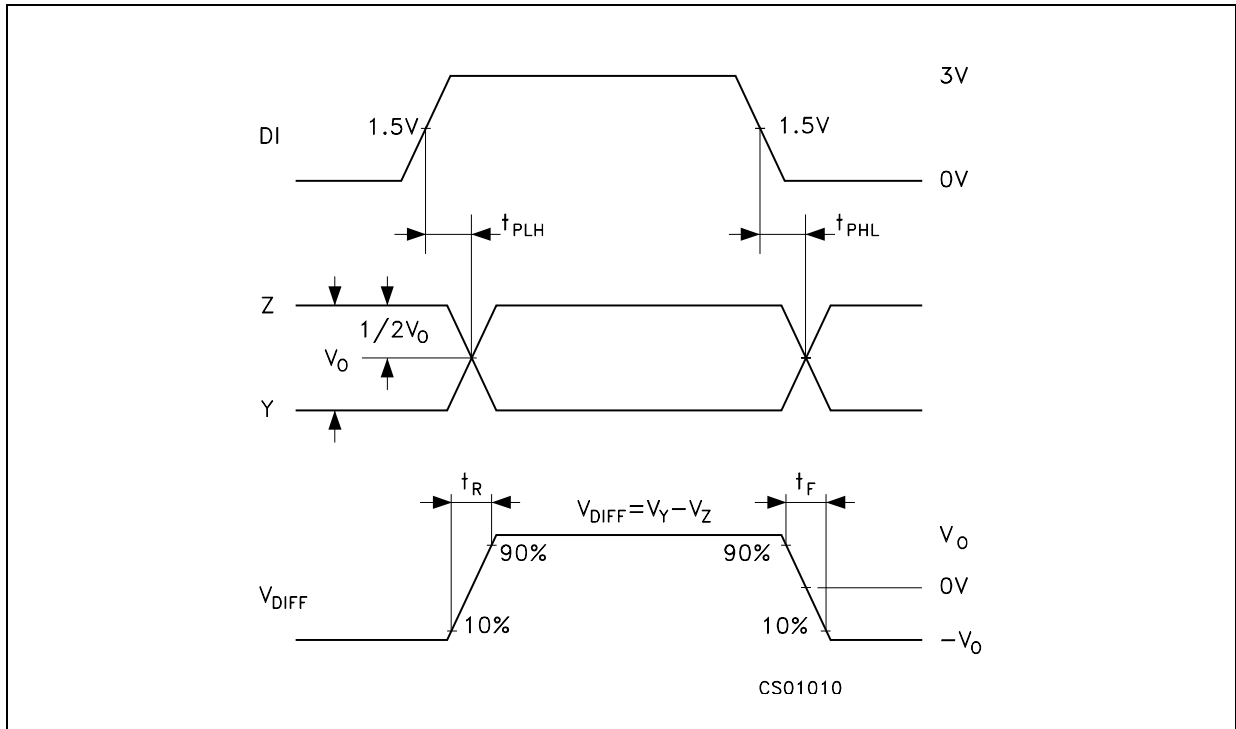 3V
1.5V
1.5V
DI
0V
tPLH
tPHL
Z
1/2VO
VO
Y
tR
tF
VDIFF=VY-VZ
VO
90%
90%
0V
VDIFF
10%
10%
-VO
CS01010